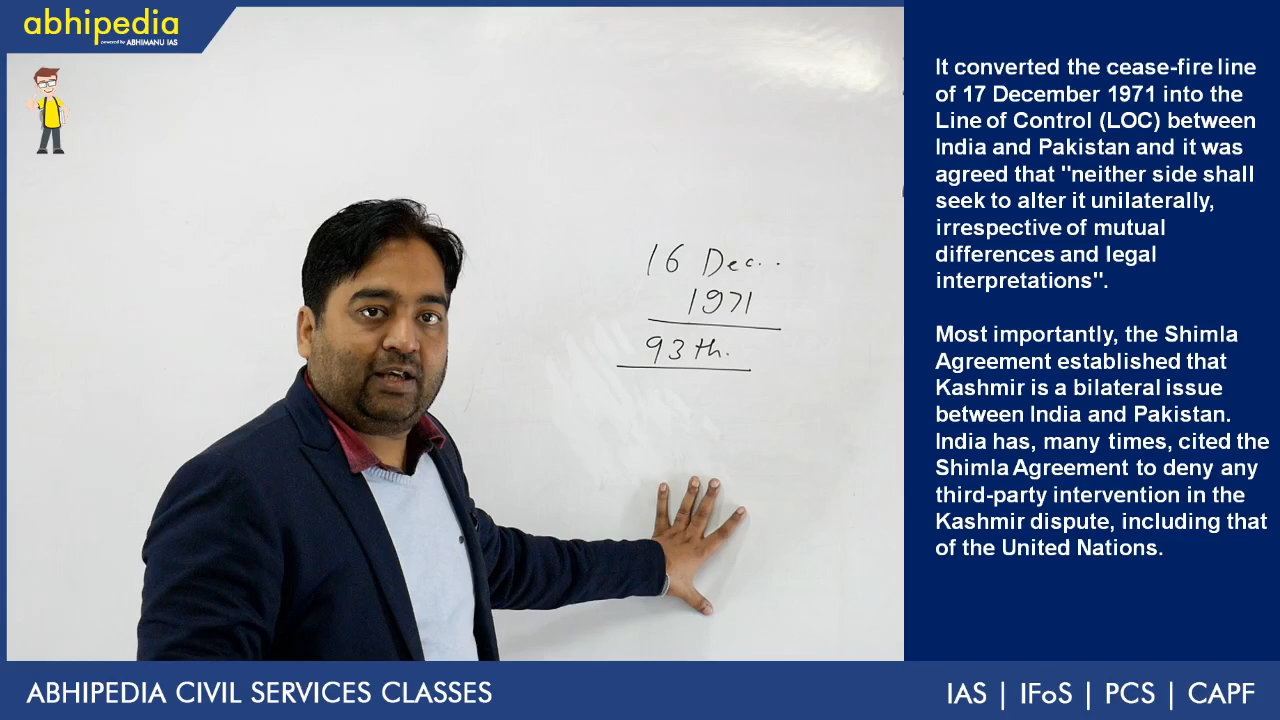 abhipedia
powered by ABHIMANU IAS
16 Dec..
1971
93th.
It converted the cease-fire line
of 17 December 1971 into the
Line of Control (LOC) between
India and Pakistan and it was
agreed that "neither side shall
seek to alter it unilaterally,
irrespective of mutual
differences and legal
interpretations".
Most importantly, the Shimla
Agreement established that
Kashmir is a bilateral issue
between India and Pakistan.
India has, many times, cited the
Shimla Agreement to deny any
third-party intervention in the
Kashmir dispute, including that
of the United Nations.
ABHIPEDIA CIVIL SERVICES CLASSES
IAS | IFoS | PCS | CAPF